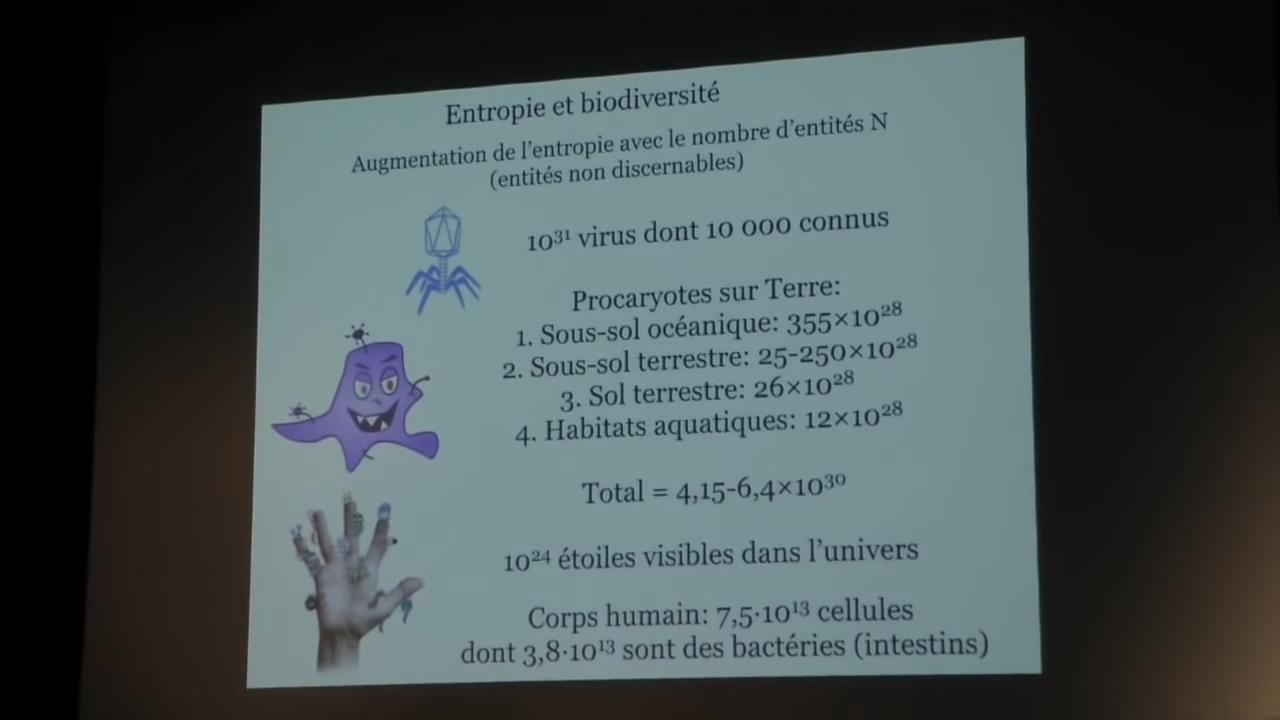 Entropie et biodiversité
Augmentation de l'entropie avec le nombre d'entités N
(entités non discernables)
10³¹ virus dont 10 000 connus
Procaryotes sur Terre:
1. Sous-sol océanique: 355×10²⁸
2. Sous-sol terrestre: 25-250×10²⁸
3. Sol terrestre: 26×10²⁸
4. Habitats aquatiques: 12×10²⁸
Total = 4,15-6,4×10³⁰
10²⁴ étoiles visibles dans l'univers
Corps humain: 7,5·10¹³ cellules
dont 3,8·10¹³ sont des bactéries (intestins)